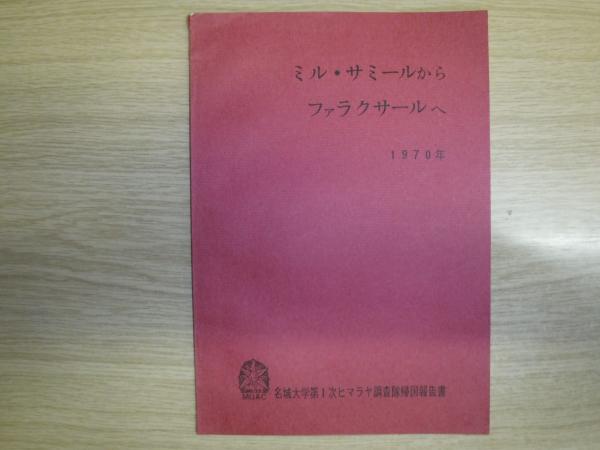 ミル・サミールから
ファラクサールへ
1970年
MUAC
名城大学第1次ヒマラヤ調査隊帰国報告書